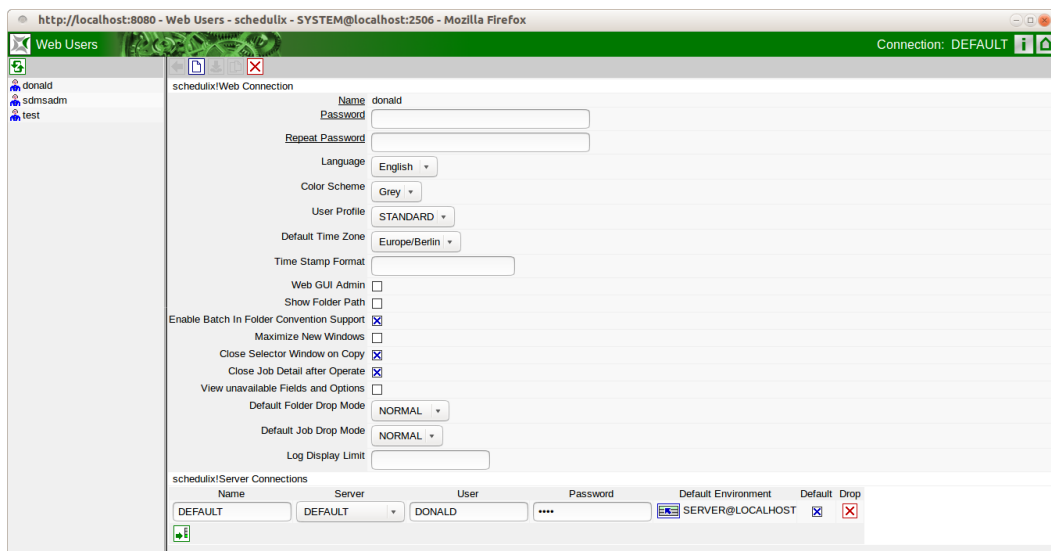 http://localhost:8080 - Web Users - schedulix - SYSTEM@localhost:2506 - Mozilla Firefox
Web Users
Connection: DEFAULT
donald
sdmsadm
test
schedulix!Web Connection
Name donald
Password
Repeat Password
Language English
Color Scheme Grey
User Profile STANDARD
Default Time Zone Europe/Berlin
Time Stamp Format
Web GUI Admin
Show Folder Path
Enable Batch In Folder Convention Support
Maximize New Windows
Close Selector Window on Copy
Close Job Detail after Operate
View unavailable Fields and Options
Default Folder Drop Mode NORMAL
Default Job Drop Mode NORMAL
Log Display Limit
schedulix!Server Connections
Name Server User Password Default Environment Default Drop
DEFAULT DEFAULT DONALD •••• SERVER@LOCALHOST